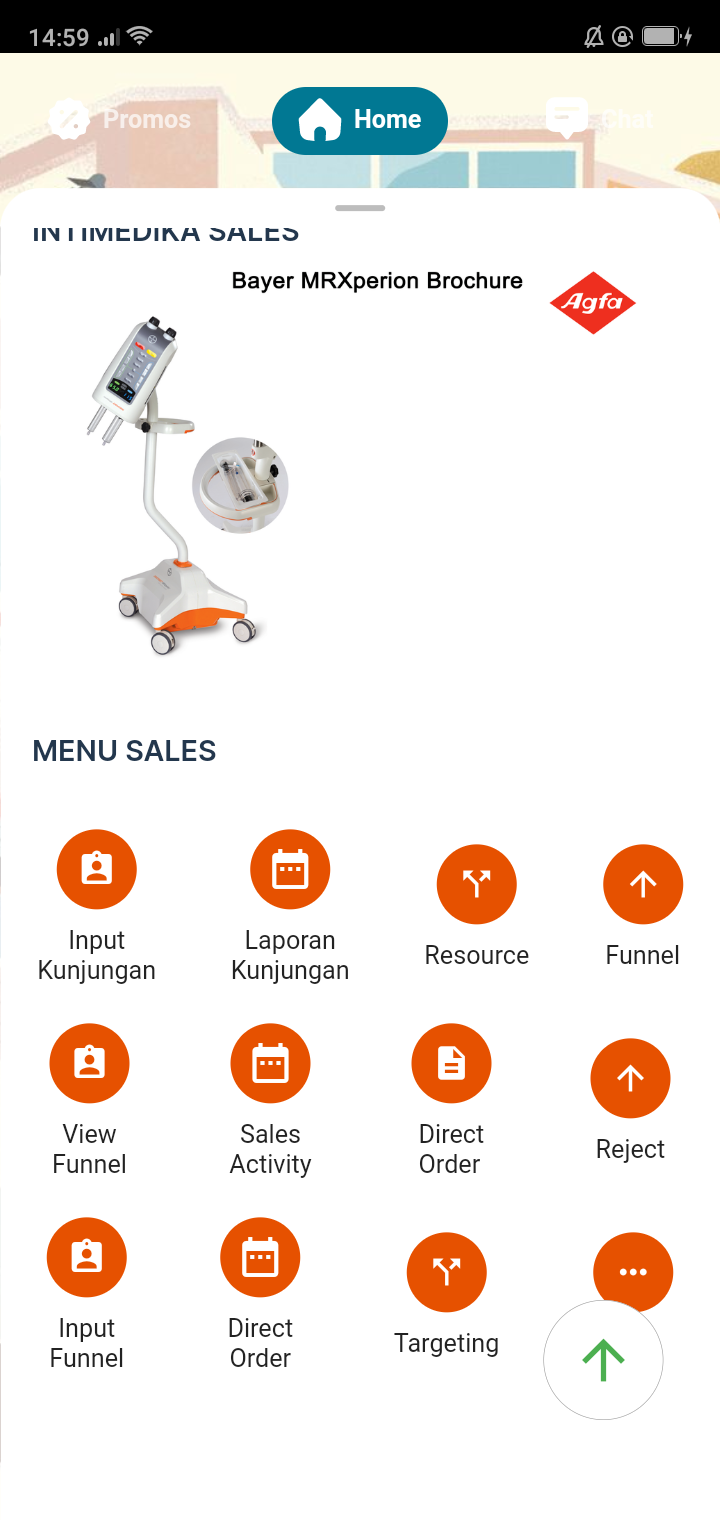 14:59
Promos
Home
Chat
INTIMEDIKA SALES
Bayer MRXperion Brochure
Agfa
MENU SALES
Input
Kunjungan
Laporan
Kunjungan
Resource
Funnel
View
Funnel
Sales
Activity
Direct
Order
Reject
Input
Funnel
Direct
Order
Targeting